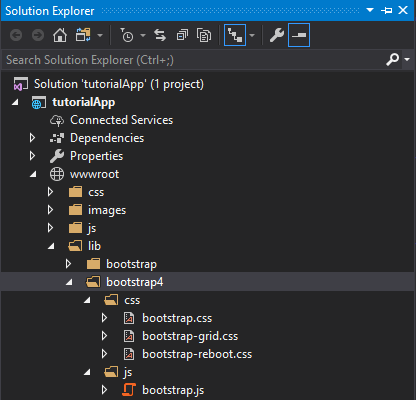 Solution Explorer
Search Solution Explorer (Ctrl+;)
Solution 'tutorialApp' (1 project)
tutorialApp
Connected Services
Dependencies
Properties
wwwroot
css
images
js
lib
bootstrap
bootstrap4
css
bootstrap.css
bootstrap-grid.css
bootstrap-reboot.css
js
bootstrap.js